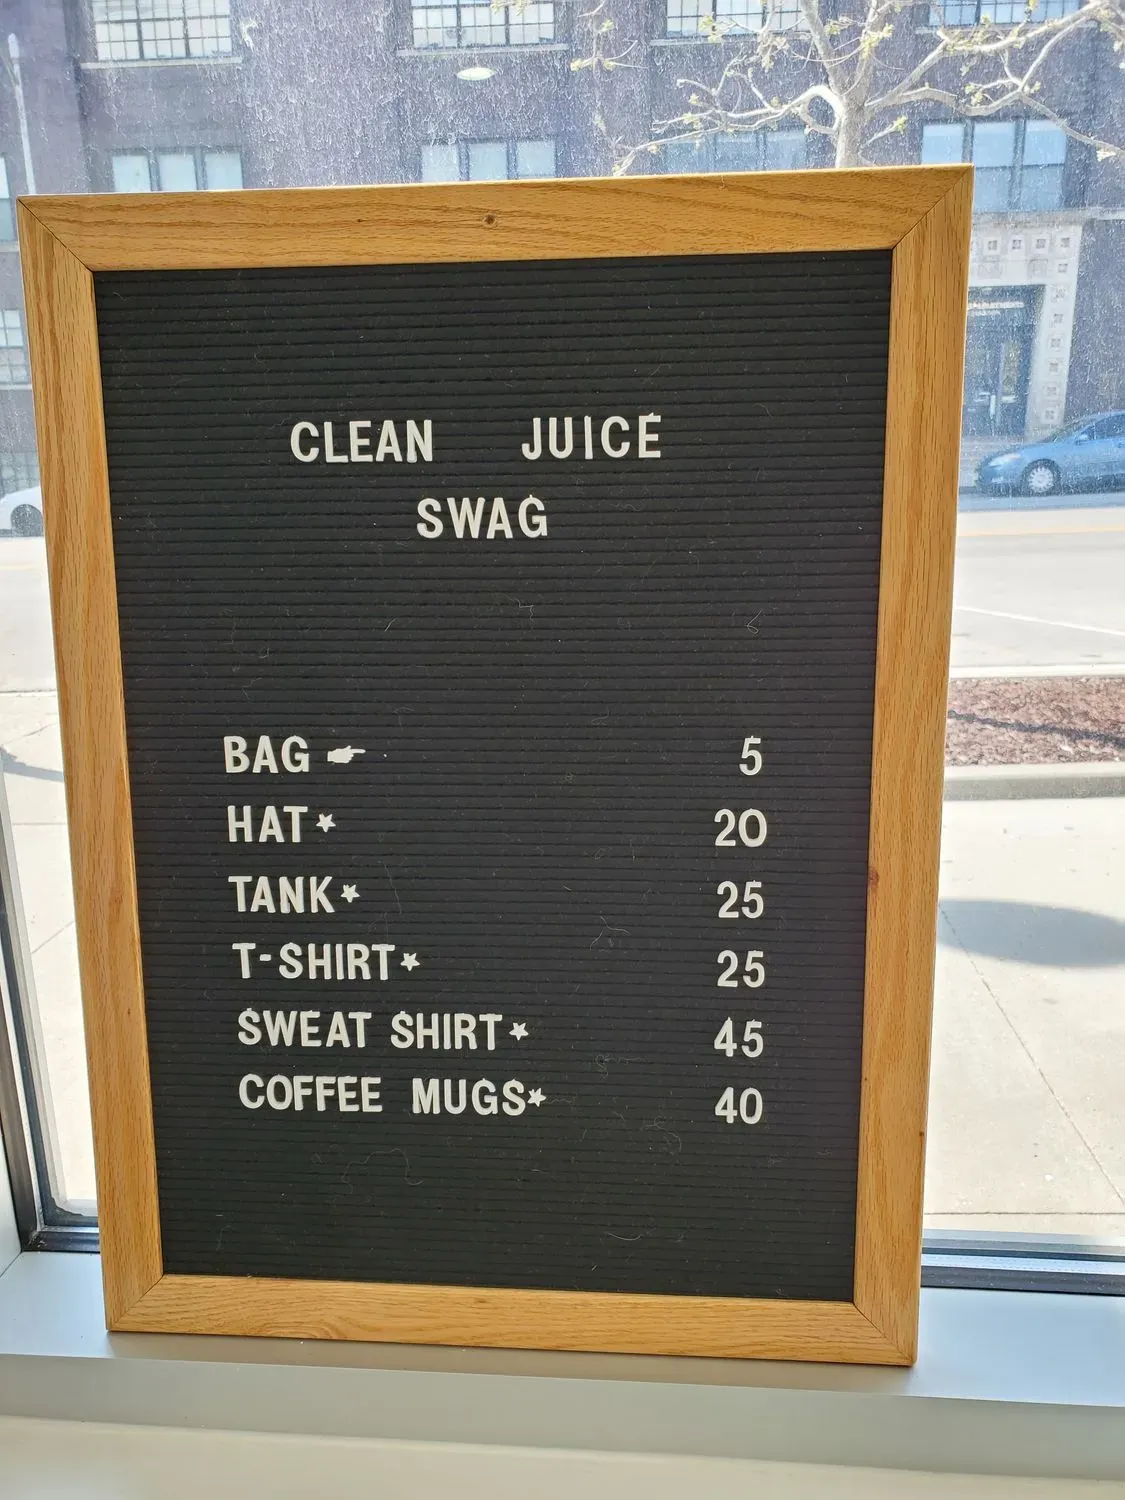 CLEAN JUICE
SWAG
BAG ☛ 5
HAT★ 20
TANK★ 25
T-SHIRT★ 25
SWEAT SHIRT★ 45
COFFEE MUGS★ 40